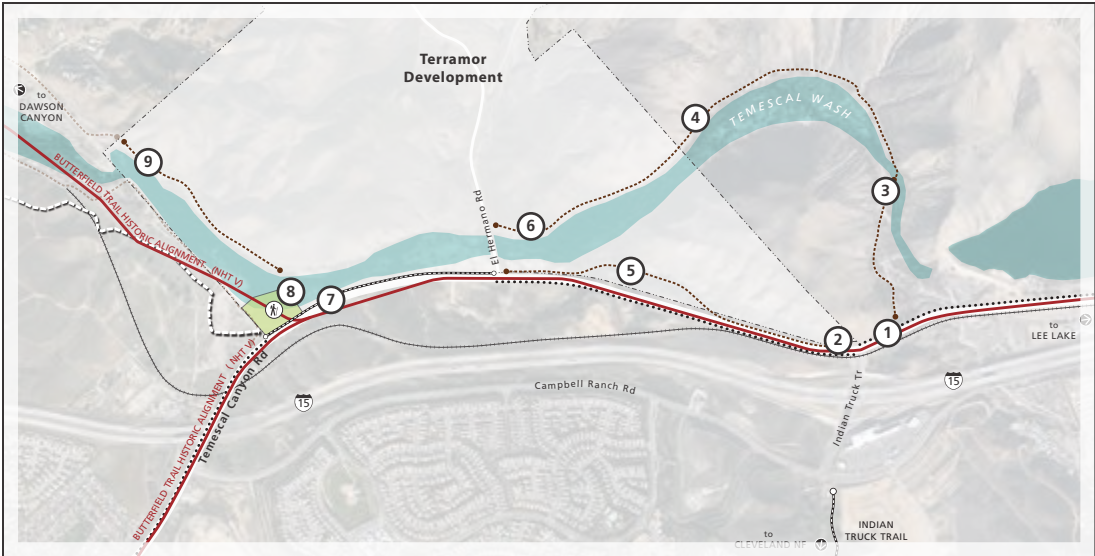 Terramor
Development
to
DAWSON
CANYON
TEMESCAL WASH
4
9
3
BUTTERFIELD TRAIL HISTORIC ALIGNMENT (NHT V)
El Hermano Rd
6
5
8
7
1
2
to
LEE LAKE
BUTTERFIELD TRAIL HISTORIC ALIGNMENT (NHT V)
Temescal Canyon Rd
15
Campbell Ranch Rd
Indian Truck Tr
15
INDIAN
TRUCK TRAIL
to
CLEVELAND NF